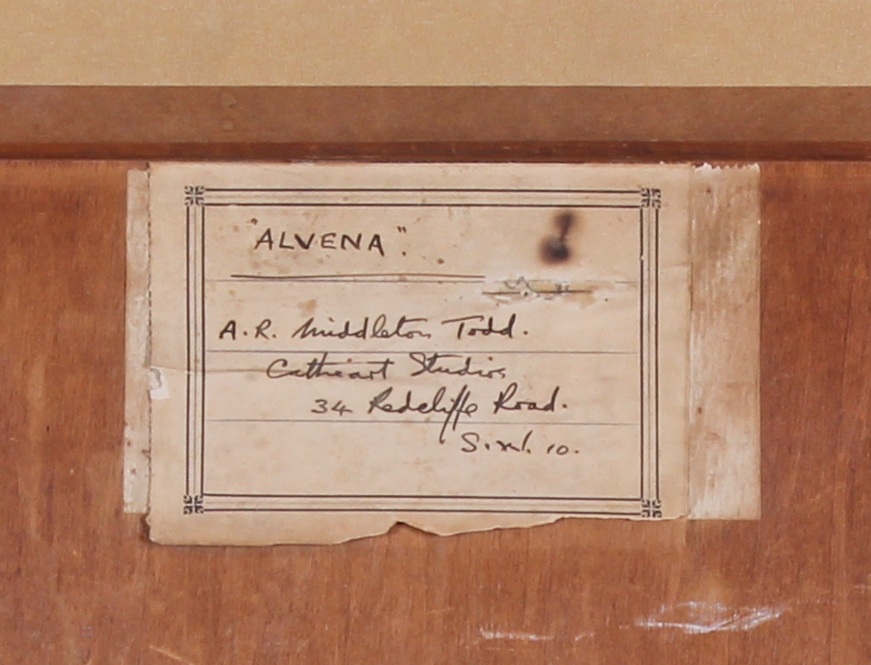 "ALVENA".
A. R. Middleton Todd.
Cathcart Studios
34 Redcliffe Road.
S.W. 10.